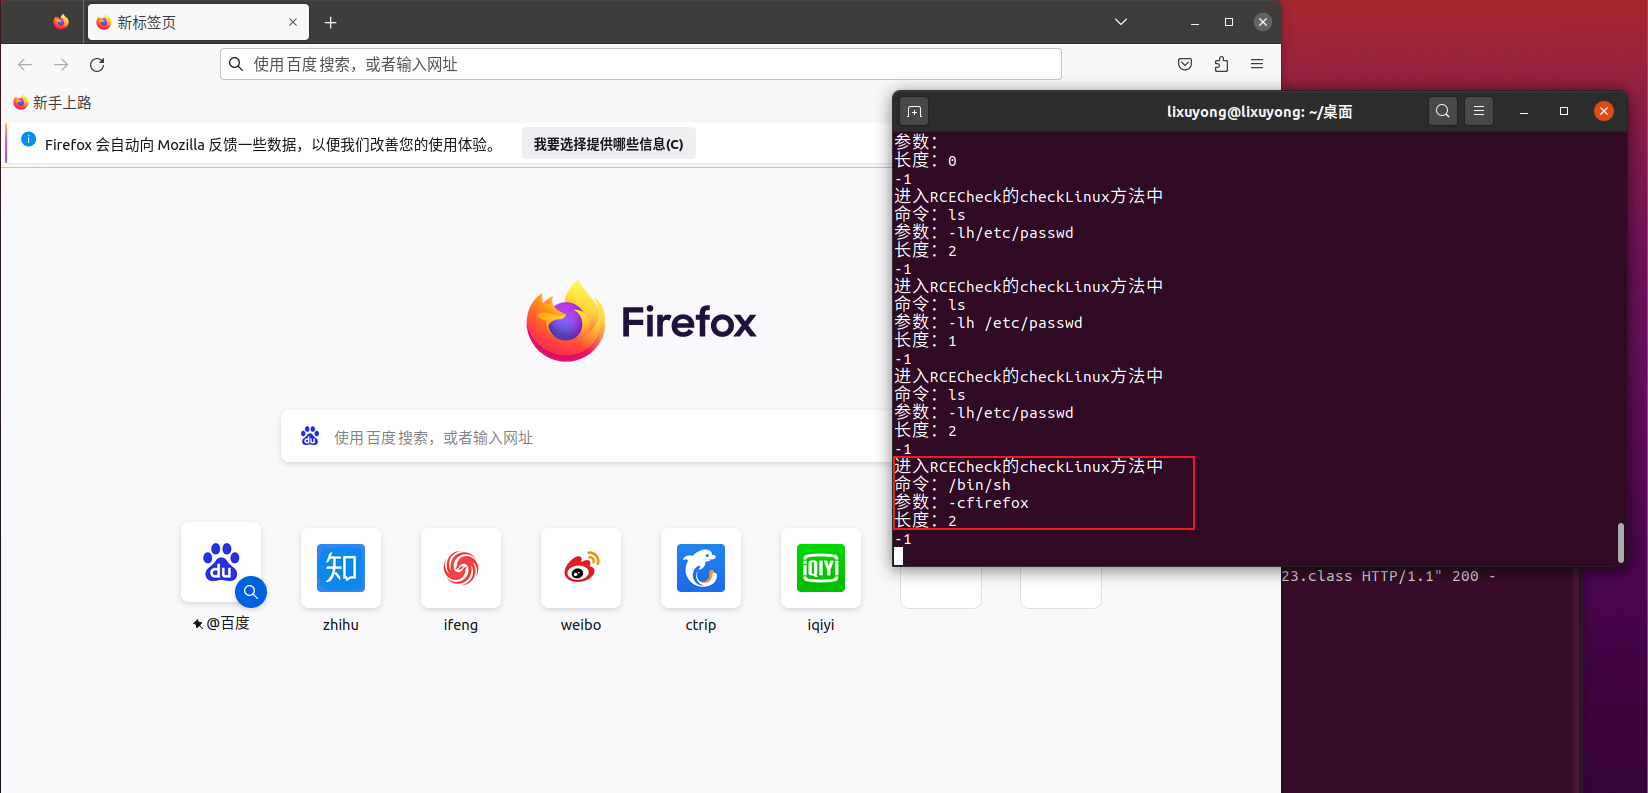 新标签页
使用百度搜索，或者输入网址
新手上路
Firefox 会自动向 Mozilla 反馈一些数据，以便我们改善您的使用体验。
我要选择提供哪些信息(C)
Firefox
du
使用百度搜索，或者输入网址
du
@百度
知
zhihu
ifeng
weibo
ctrip
iQIYI
iqiyi
lixuyong@lixuyong: ~/桌面
参数：
长度：0
-1
进入RCECheck的checkLinux方法中
命令：ls
参数：-lh/etc/passwd
长度：2
-1
进入RCECheck的checkLinux方法中
命令：ls
参数：-lh /etc/passwd
长度：1
-1
进入RCECheck的checkLinux方法中
命令：ls
参数：-lh/etc/passwd
长度：2
-1
进入RCECheck的checkLinux方法中
命令：/bin/sh
参数：-cfirefox
长度：2
-1
23.class HTTP/1.1" 200 -